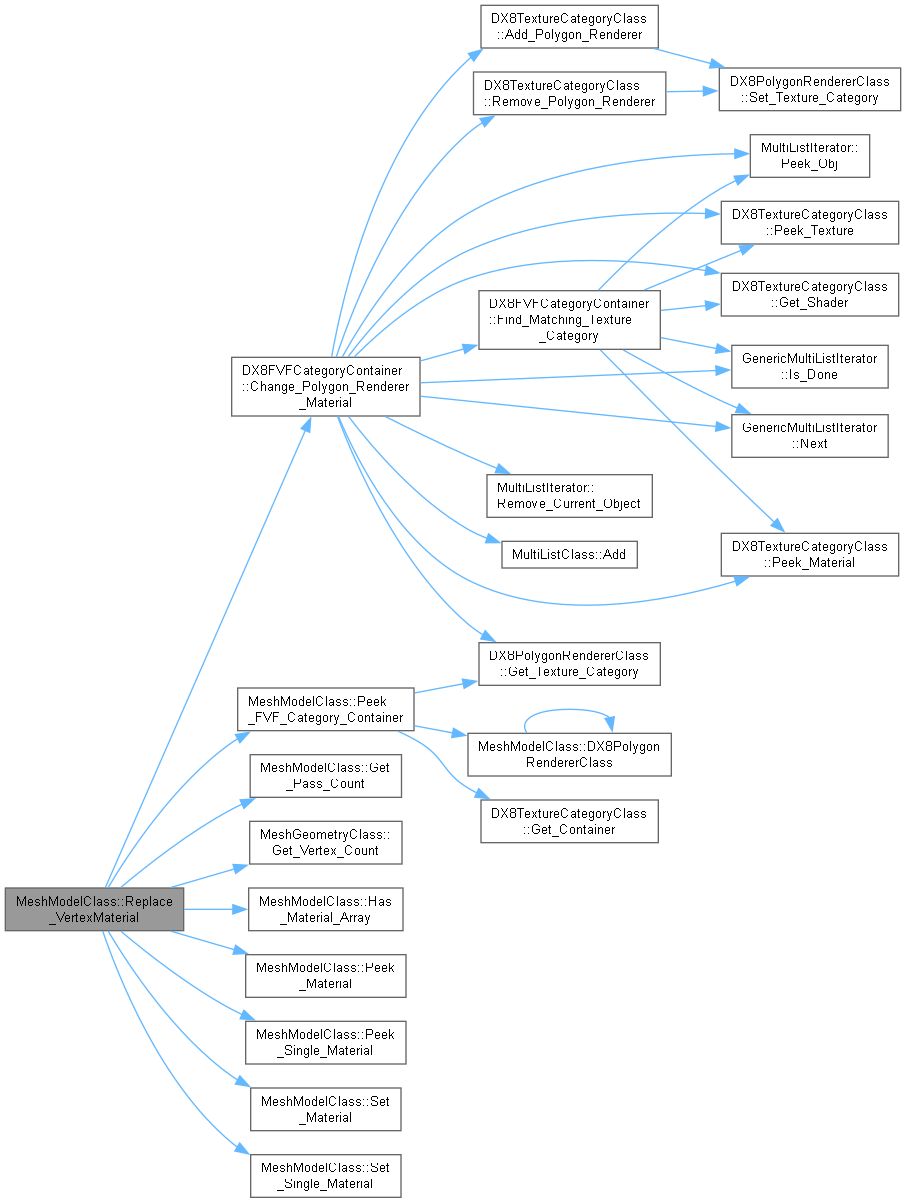 DX8TextureCategoryClass
::Add_Polygon_Renderer
DX8PolygonRendererClass
::Set_Texture_Category
DX8TextureCategoryClass
::Remove_Polygon_Renderer
MultiListIterator::
Peek_Obj
DX8TextureCategoryClass
::Peek_Texture
DX8TextureCategoryClass
::Get_Shader
DX8FVFCategoryContainer
::Find_Matching_Texture
_Category
GenericMultiListIterator
::Is_Done
DX8FVFCategoryContainer
::Change_Polygon_Renderer
_Material
GenericMultiListIterator
::Next
MultiListIterator::
Remove_Current_Object
MultiListClass::Add
DX8TextureCategoryClass
::Peek_Material
DX8PolygonRendererClass
::Get_Texture_Category
MeshModelClass::Peek
_FVF_Category_Container
MeshModelClass::DX8Polygon
RendererClass
MeshModelClass::Get
_Pass_Count
DX8TextureCategoryClass
::Get_Container
MeshGeometryClass::
Get_Vertex_Count
MeshModelClass::Replace
_VertexMaterial
MeshModelClass::Has
_Material_Array
MeshModelClass::Peek
_Material
MeshModelClass::Peek
_Single_Material
MeshModelClass::Set
_Material
MeshModelClass::Set
_Single_Material